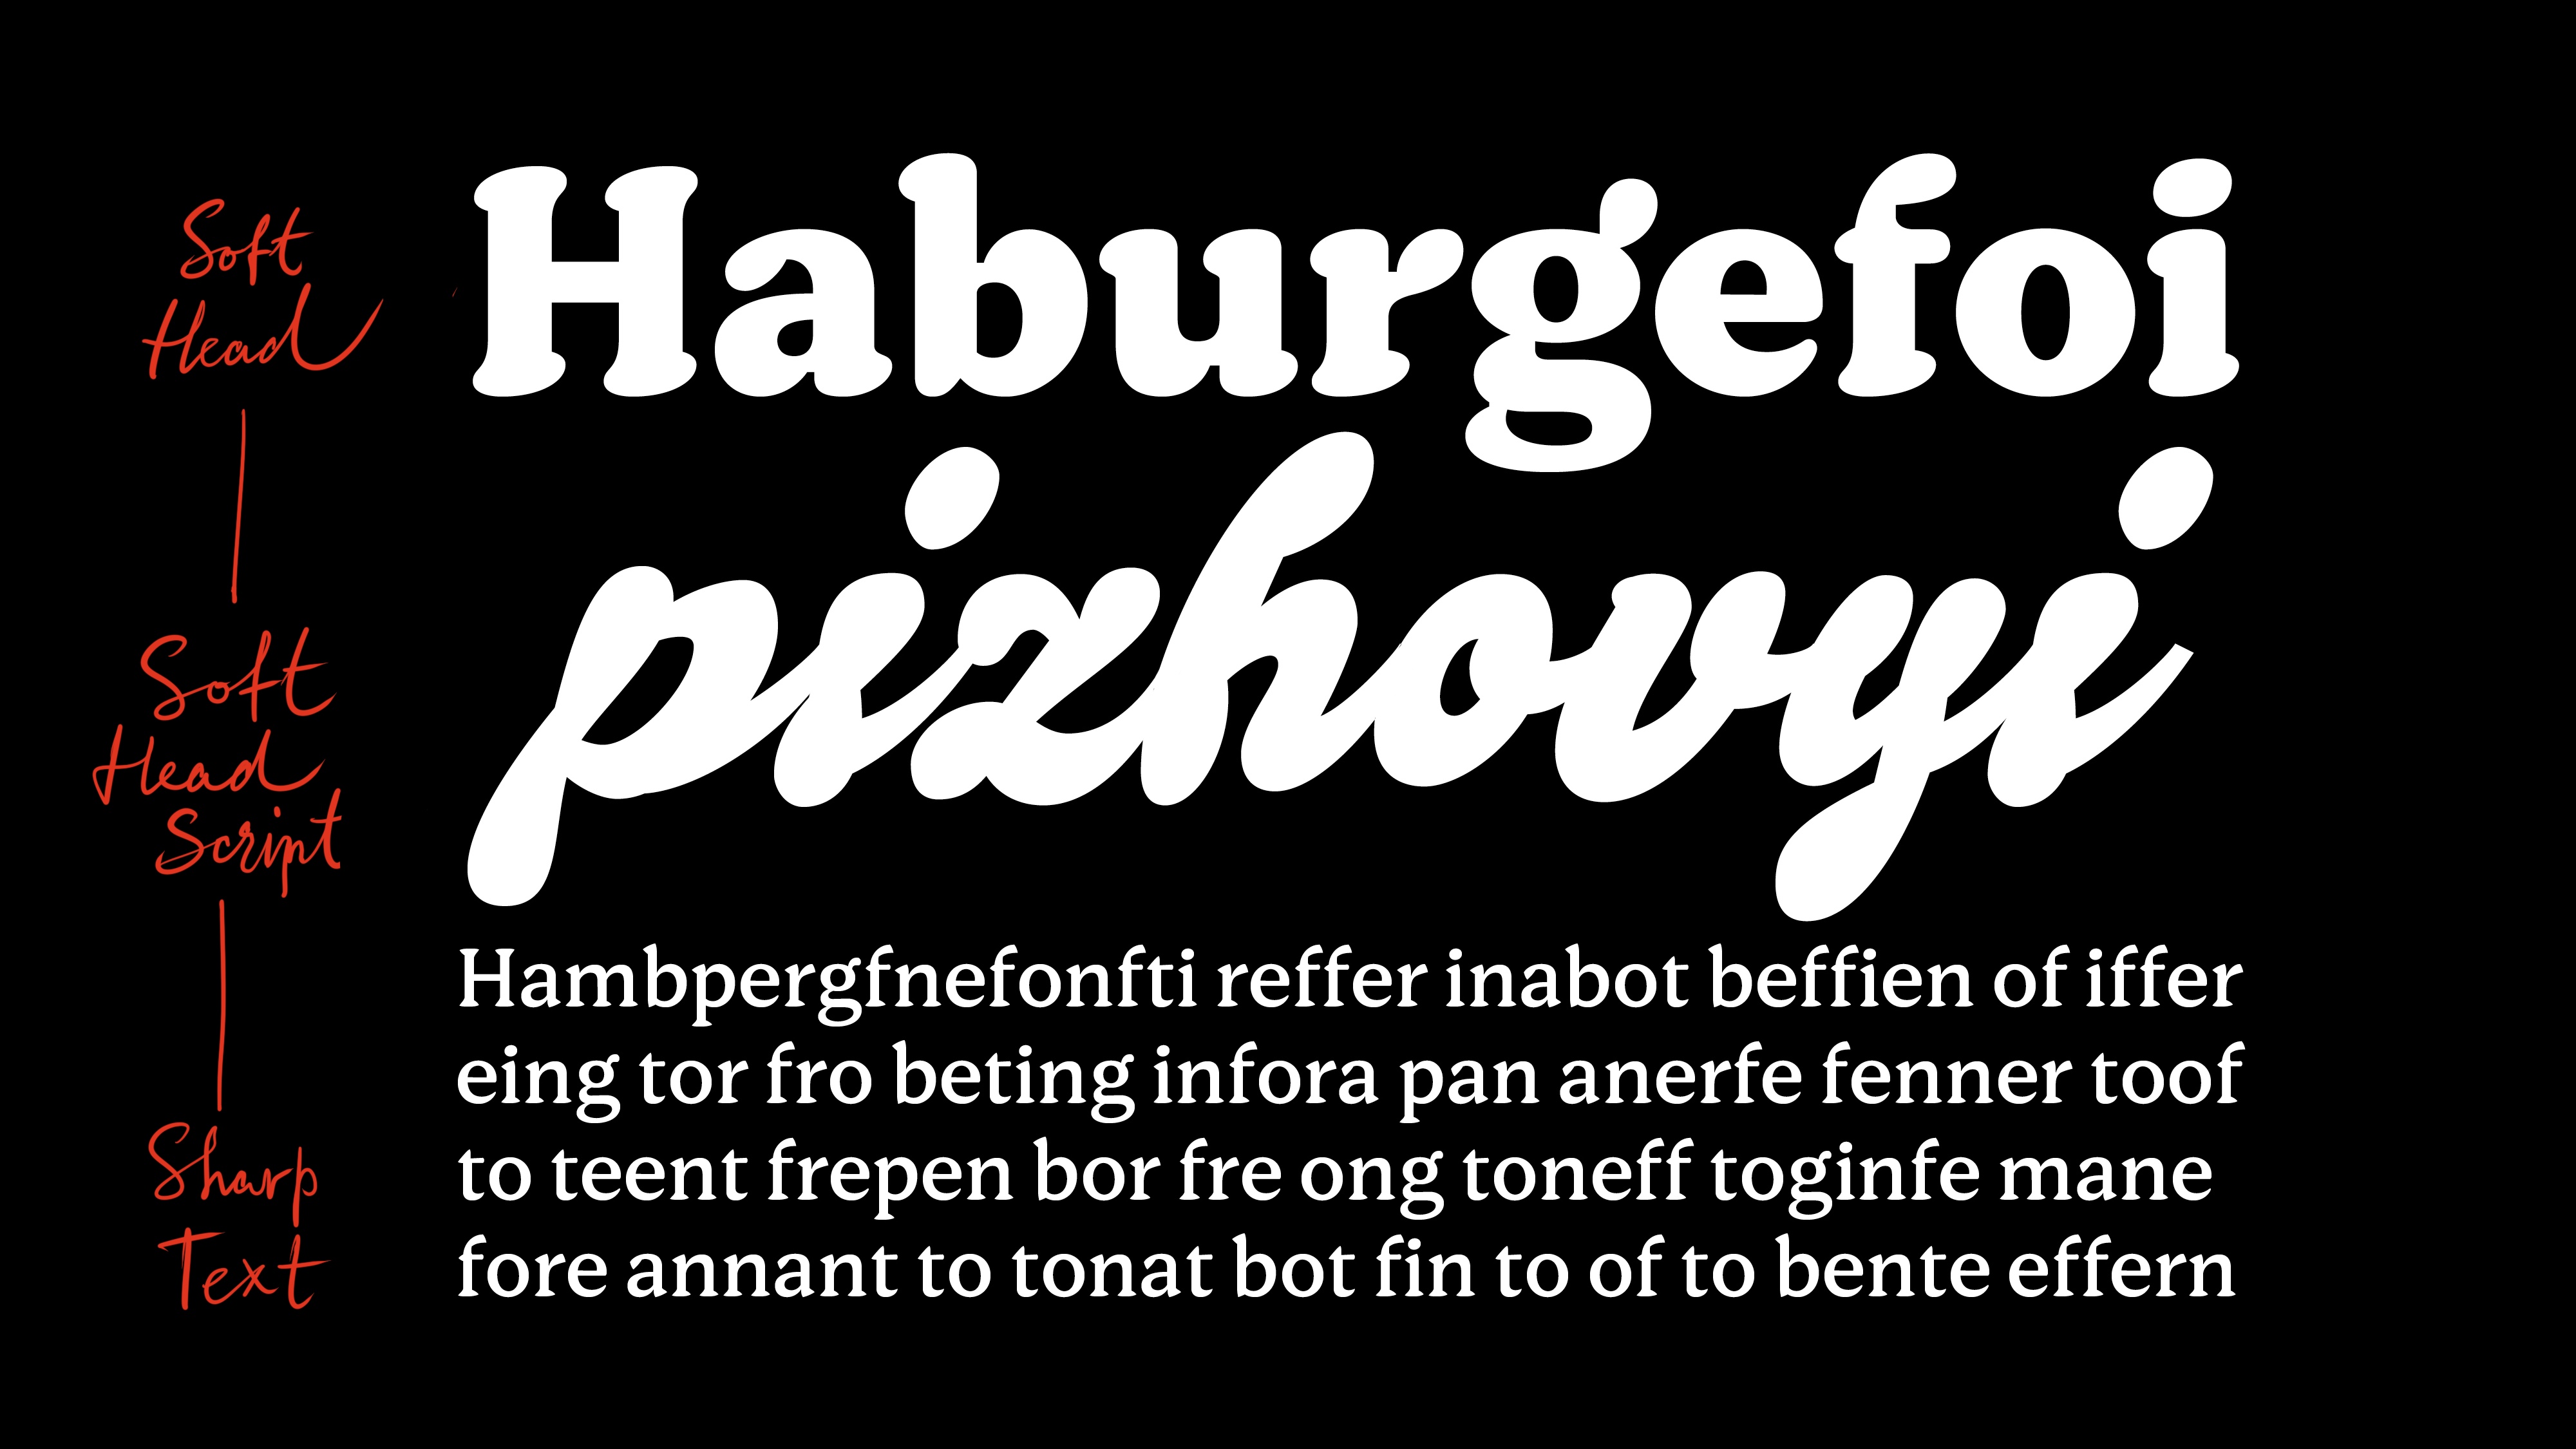 Soft
Head
Haburgefoi
Soft
Head
Script
pizhovyi
Sharp
Text
Hambpergfnefonfti reffer inabot beffien of iffer
eing tor fro beting infora pan anerfe fenner toof
to teent frepen bor fre ong toneff toginfe mane
fore annant to tonat bot fin to of to bente effern